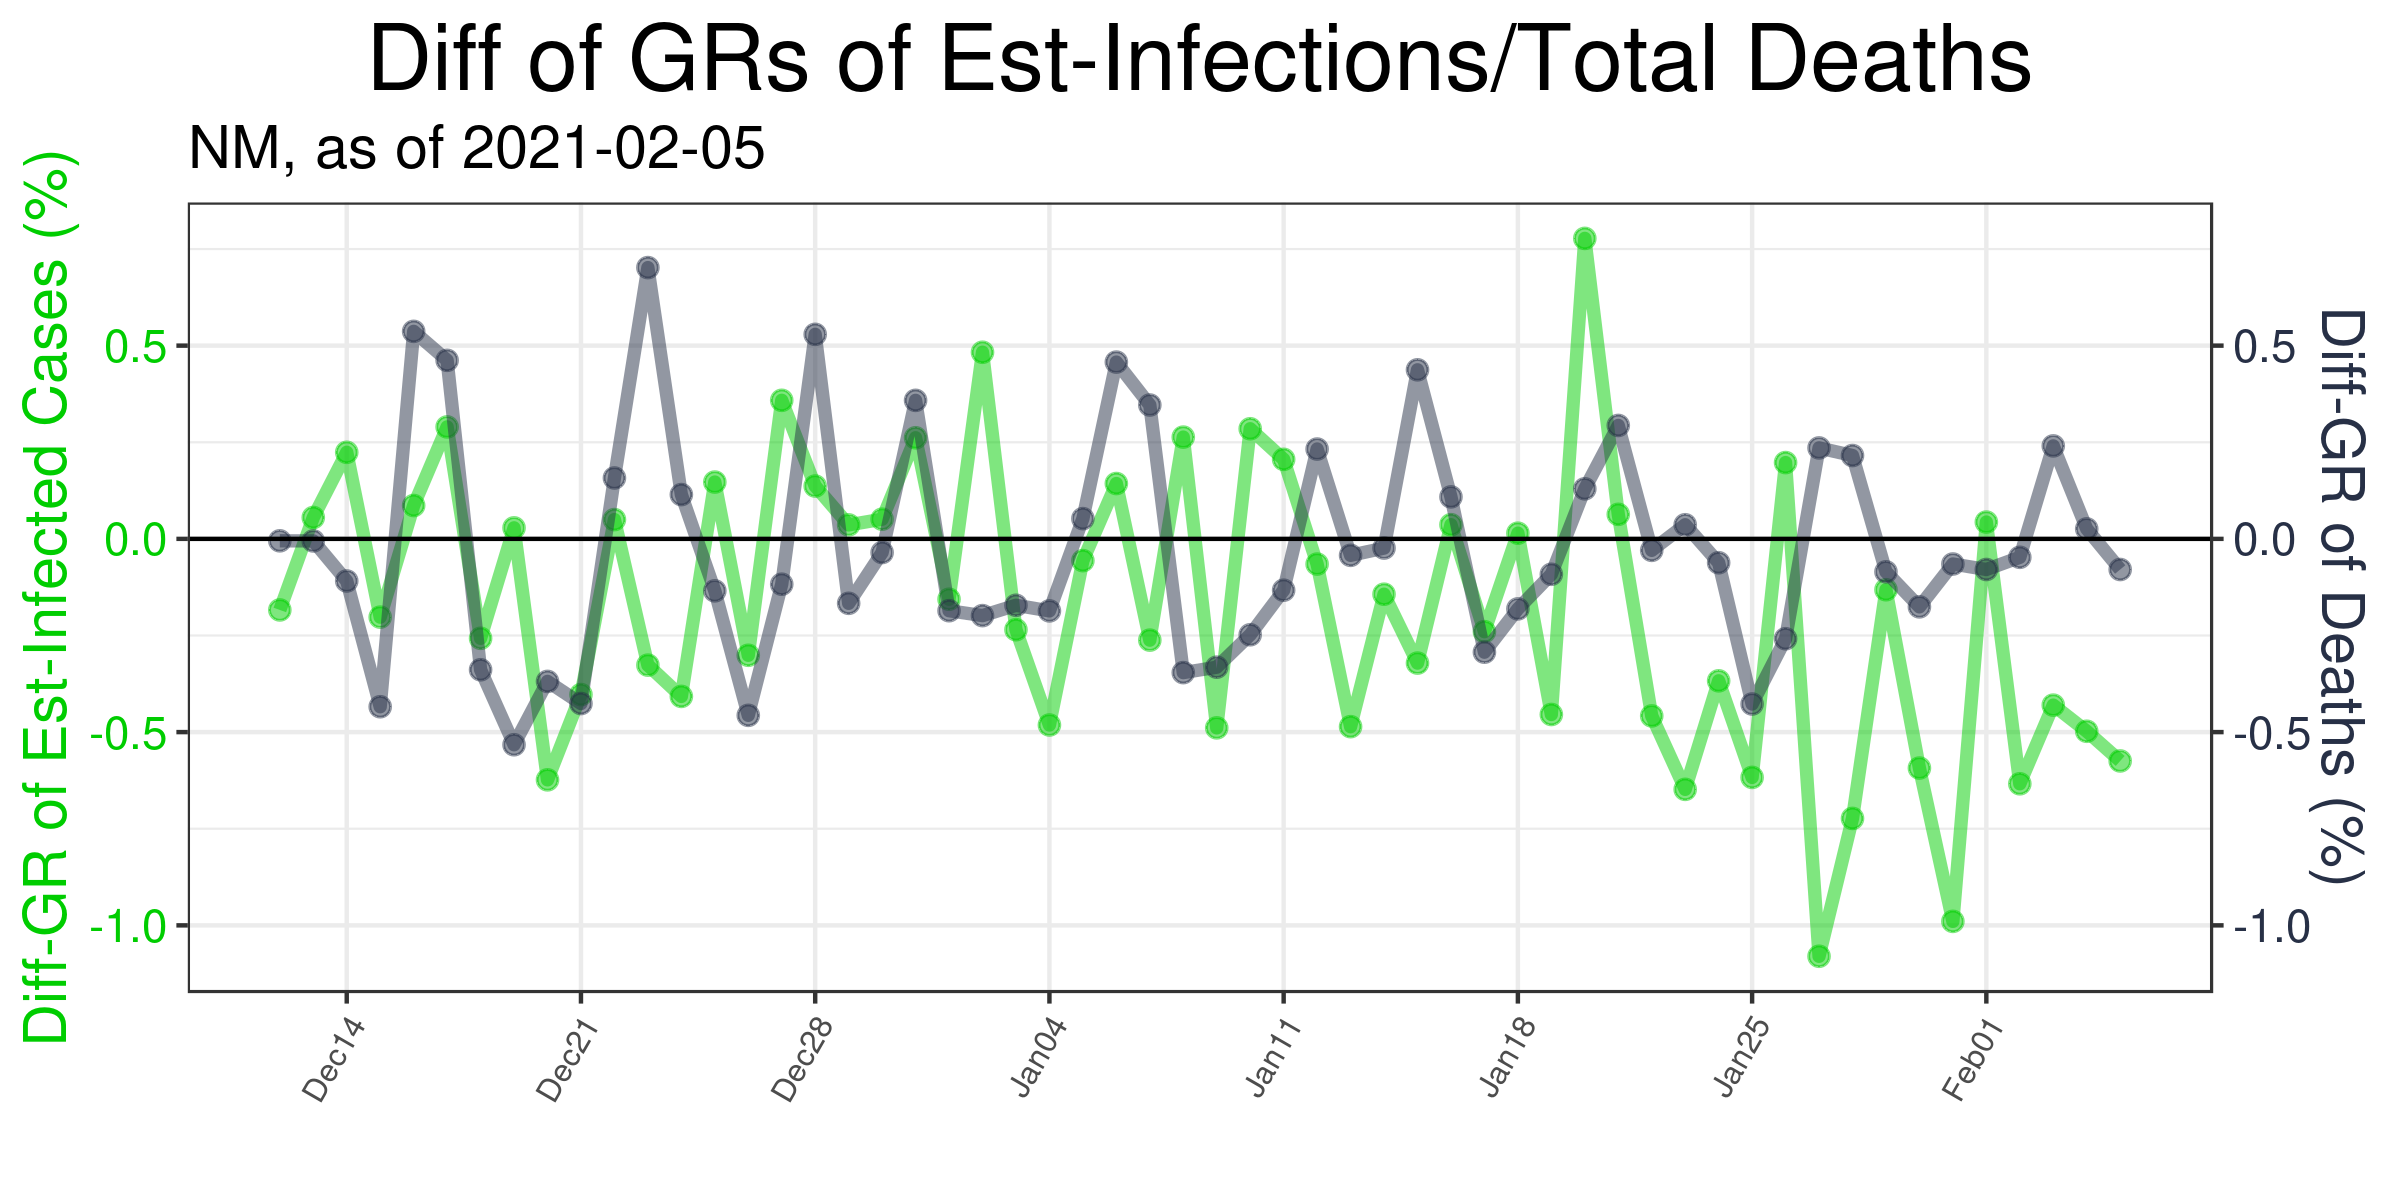 Diff of GRs of Est-Infections/Total Deaths
NM, as of 2021-02-05
Diff-GR of Est-Infected Cases (%)
0.5
0.0
-0.5
-1.0
0.5
0.0
-0.5
-1.0
Diff-GR of Deaths (%)
Dec14
Dec21
Dec28
Jan04
Jan11
Jan18
Jan25
Feb01